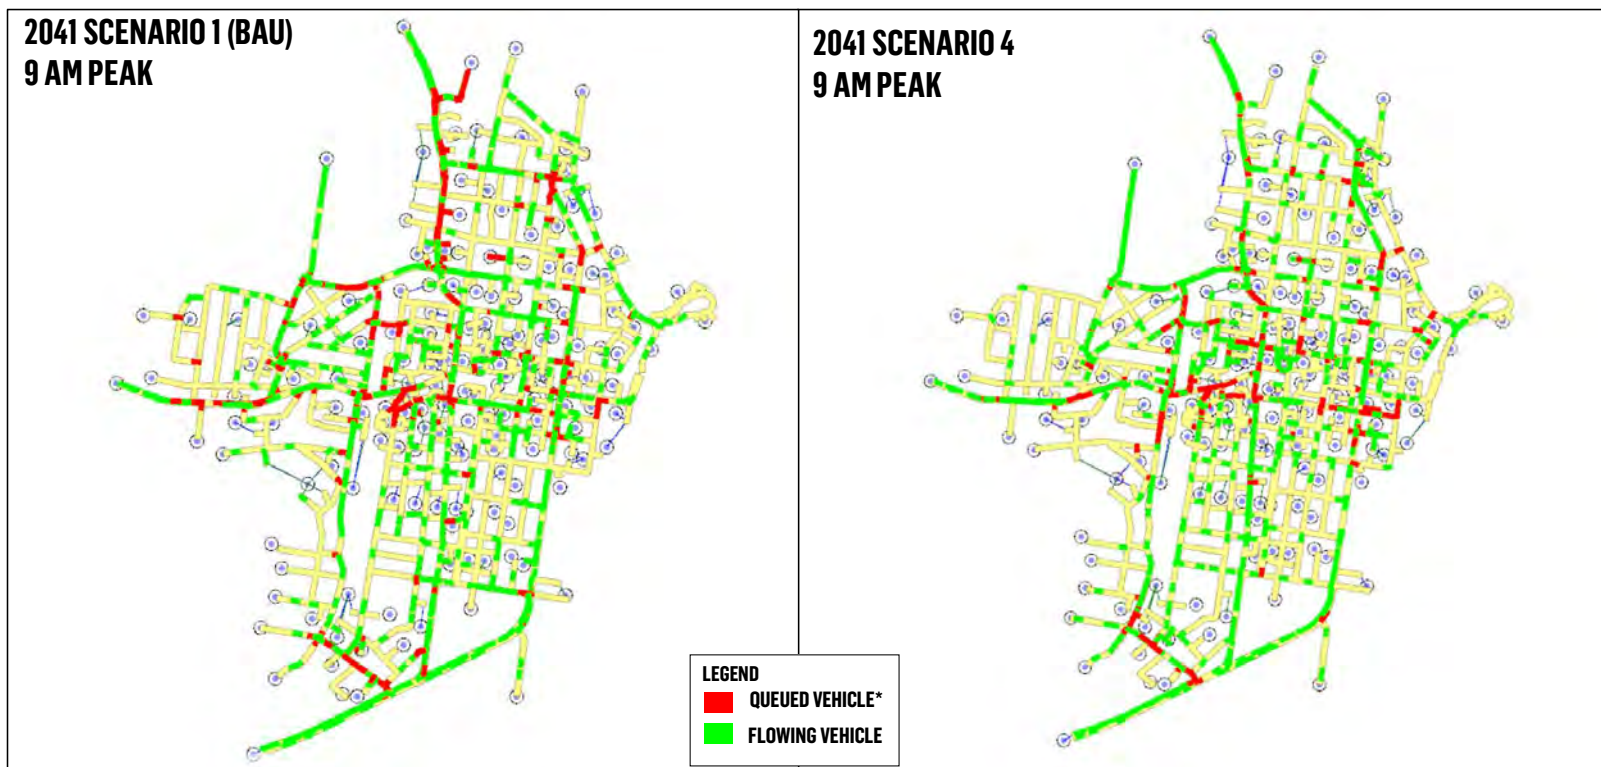 2041 SCENARIO 1 (BAU)
9 AM PEAK
2041 SCENARIO 4
9 AM PEAK
LEGEND
QUEUED VEHICLE*
FLOWING VEHICLE